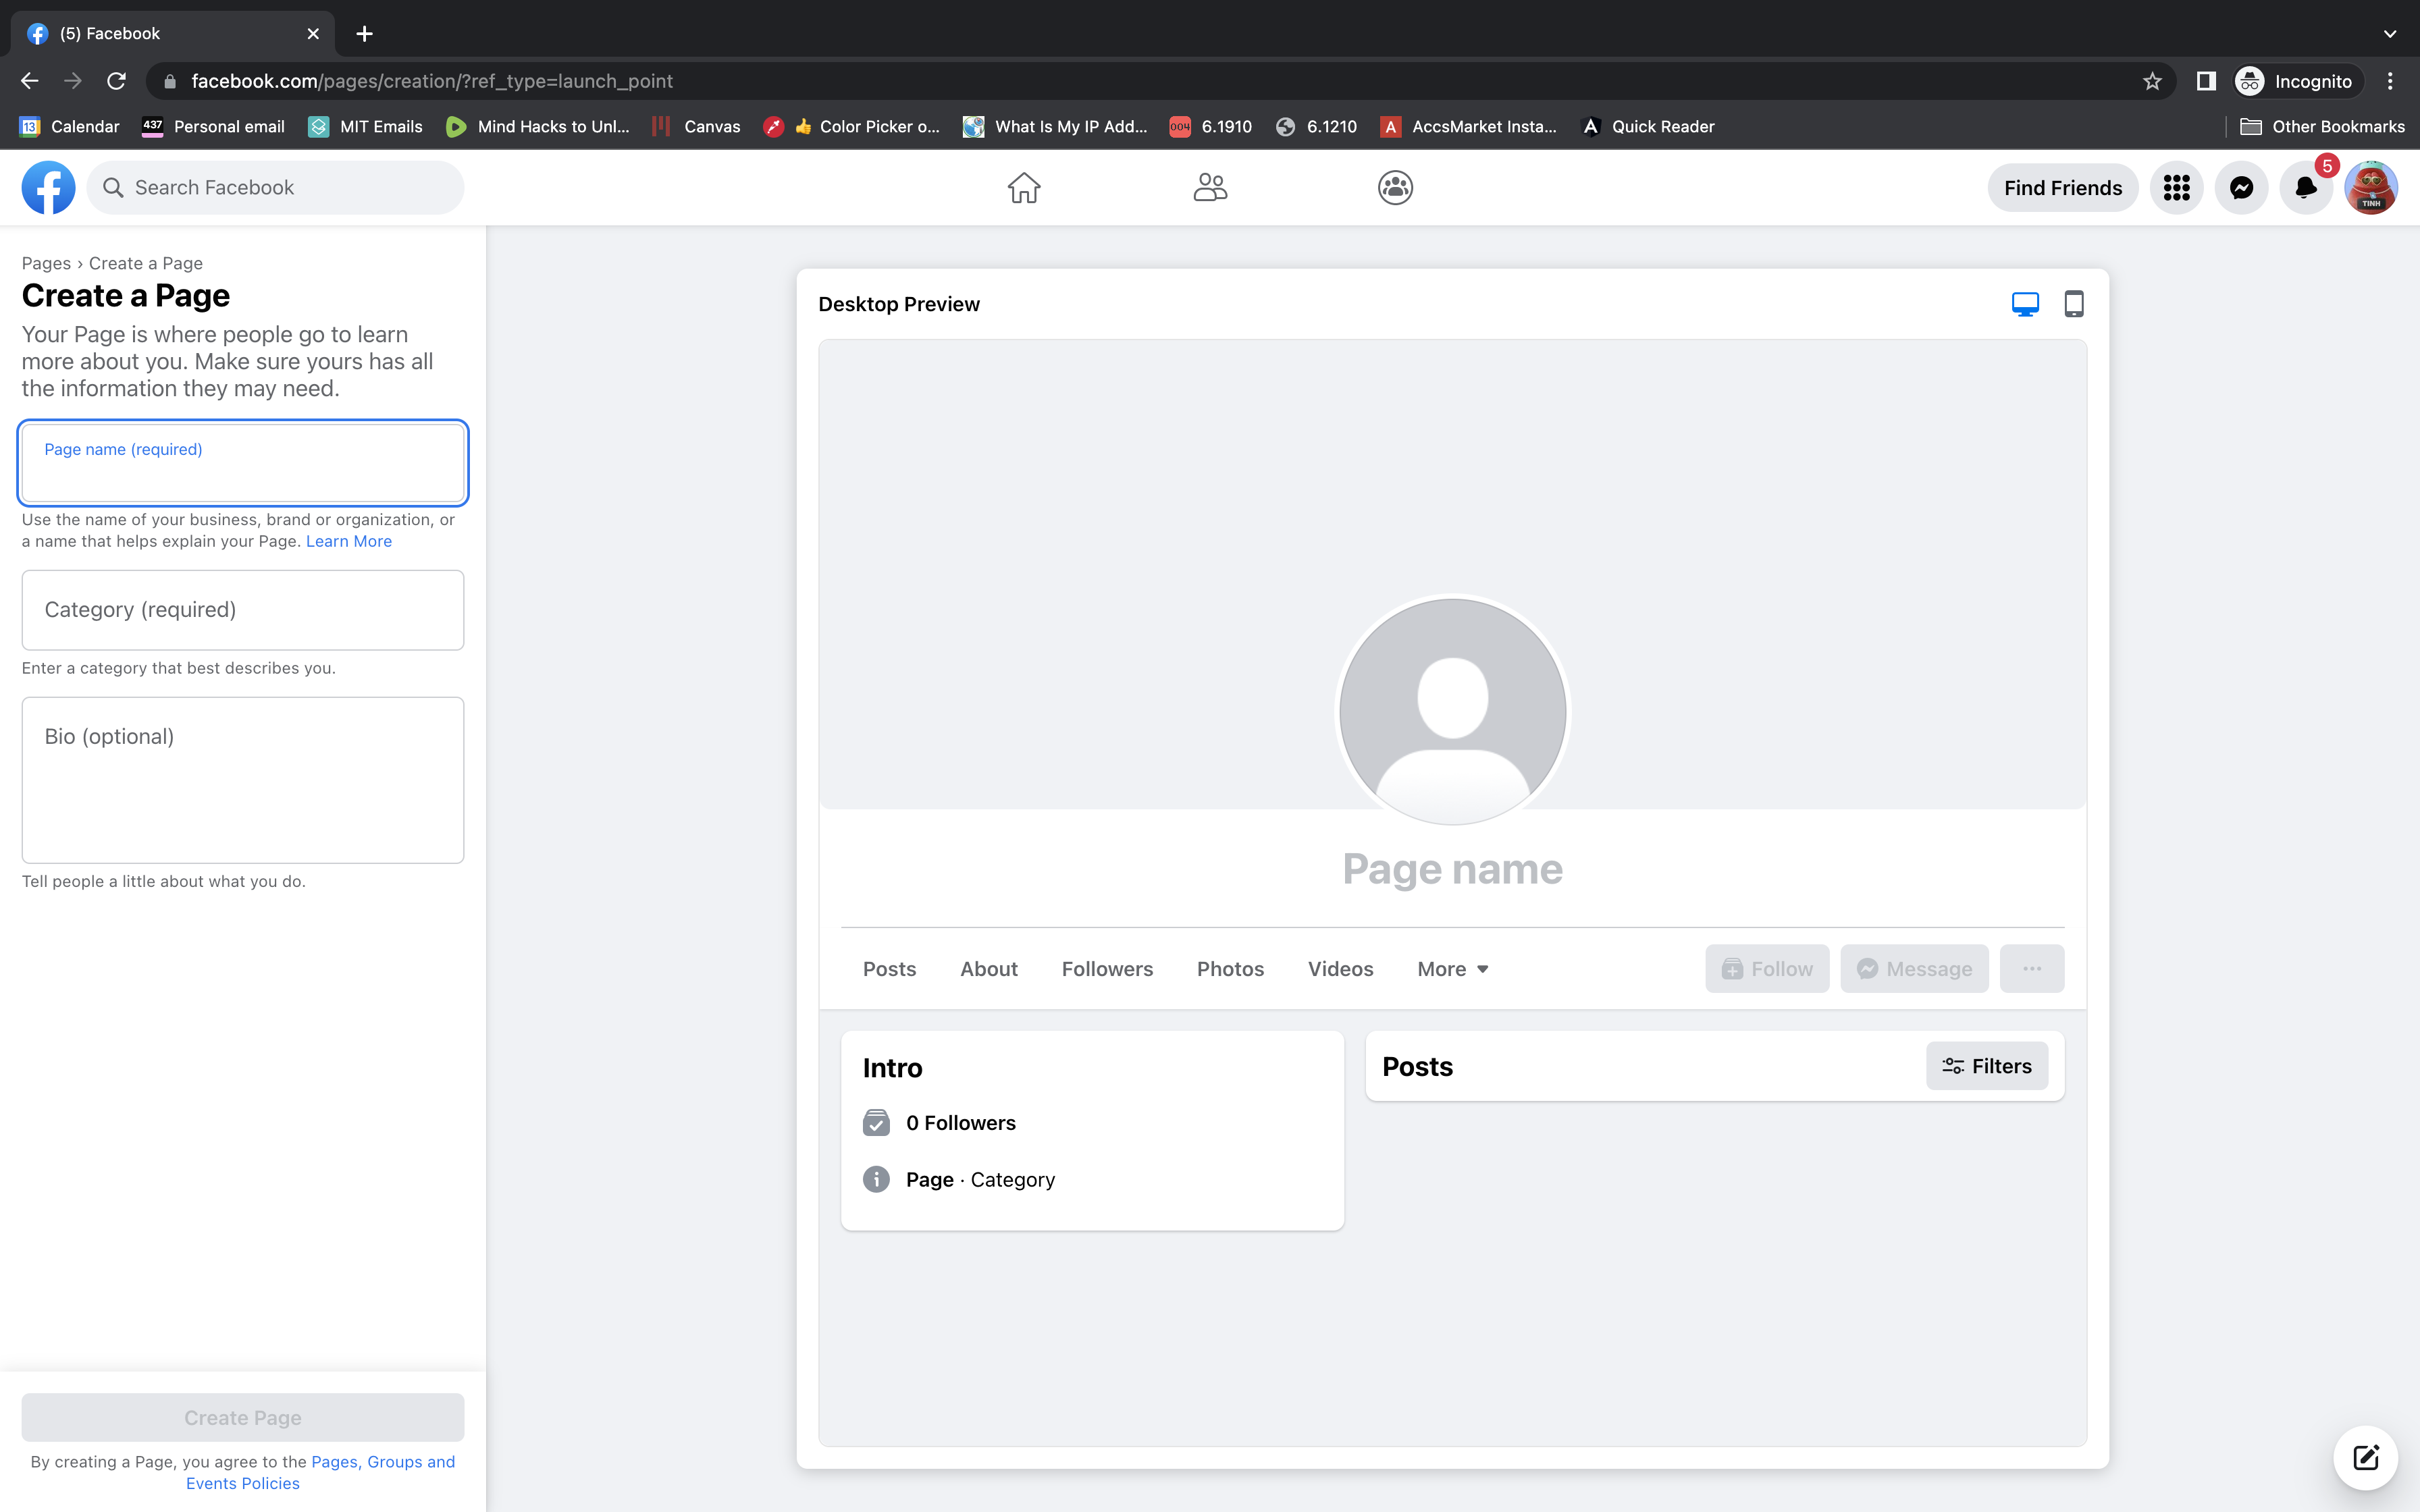 (5) Facebook
facebook.com/pages/creation/?ref_type=launch_point
Incognito
13 Calendar
437 Personal email
MIT Emails
Mind Hacks to Unl...
Canvas
👍 Color Picker o...
What Is My IP Add...
004 6.1910
6.1210
A AccsMarket Insta...
Quick Reader
Other Bookmarks
Search Facebook
Find Friends
5
TINH
Pages › Create a Page
Create a Page
Your Page is where people go to learn
more about you. Make sure yours has all
the information they may need.
Page name (required)
Use the name of your business, brand or organization, or
a name that helps explain your Page. Learn More
Category (required)
Enter a category that best describes you.
Bio (optional)
Tell people a little about what you do.
Create Page
By creating a Page, you agree to the Pages, Groups and
Events Policies
Desktop Preview
Page name
Posts
About
Followers
Photos
Videos
More
Follow
Message
Intro
0 Followers
Page · Category
Posts
Filters